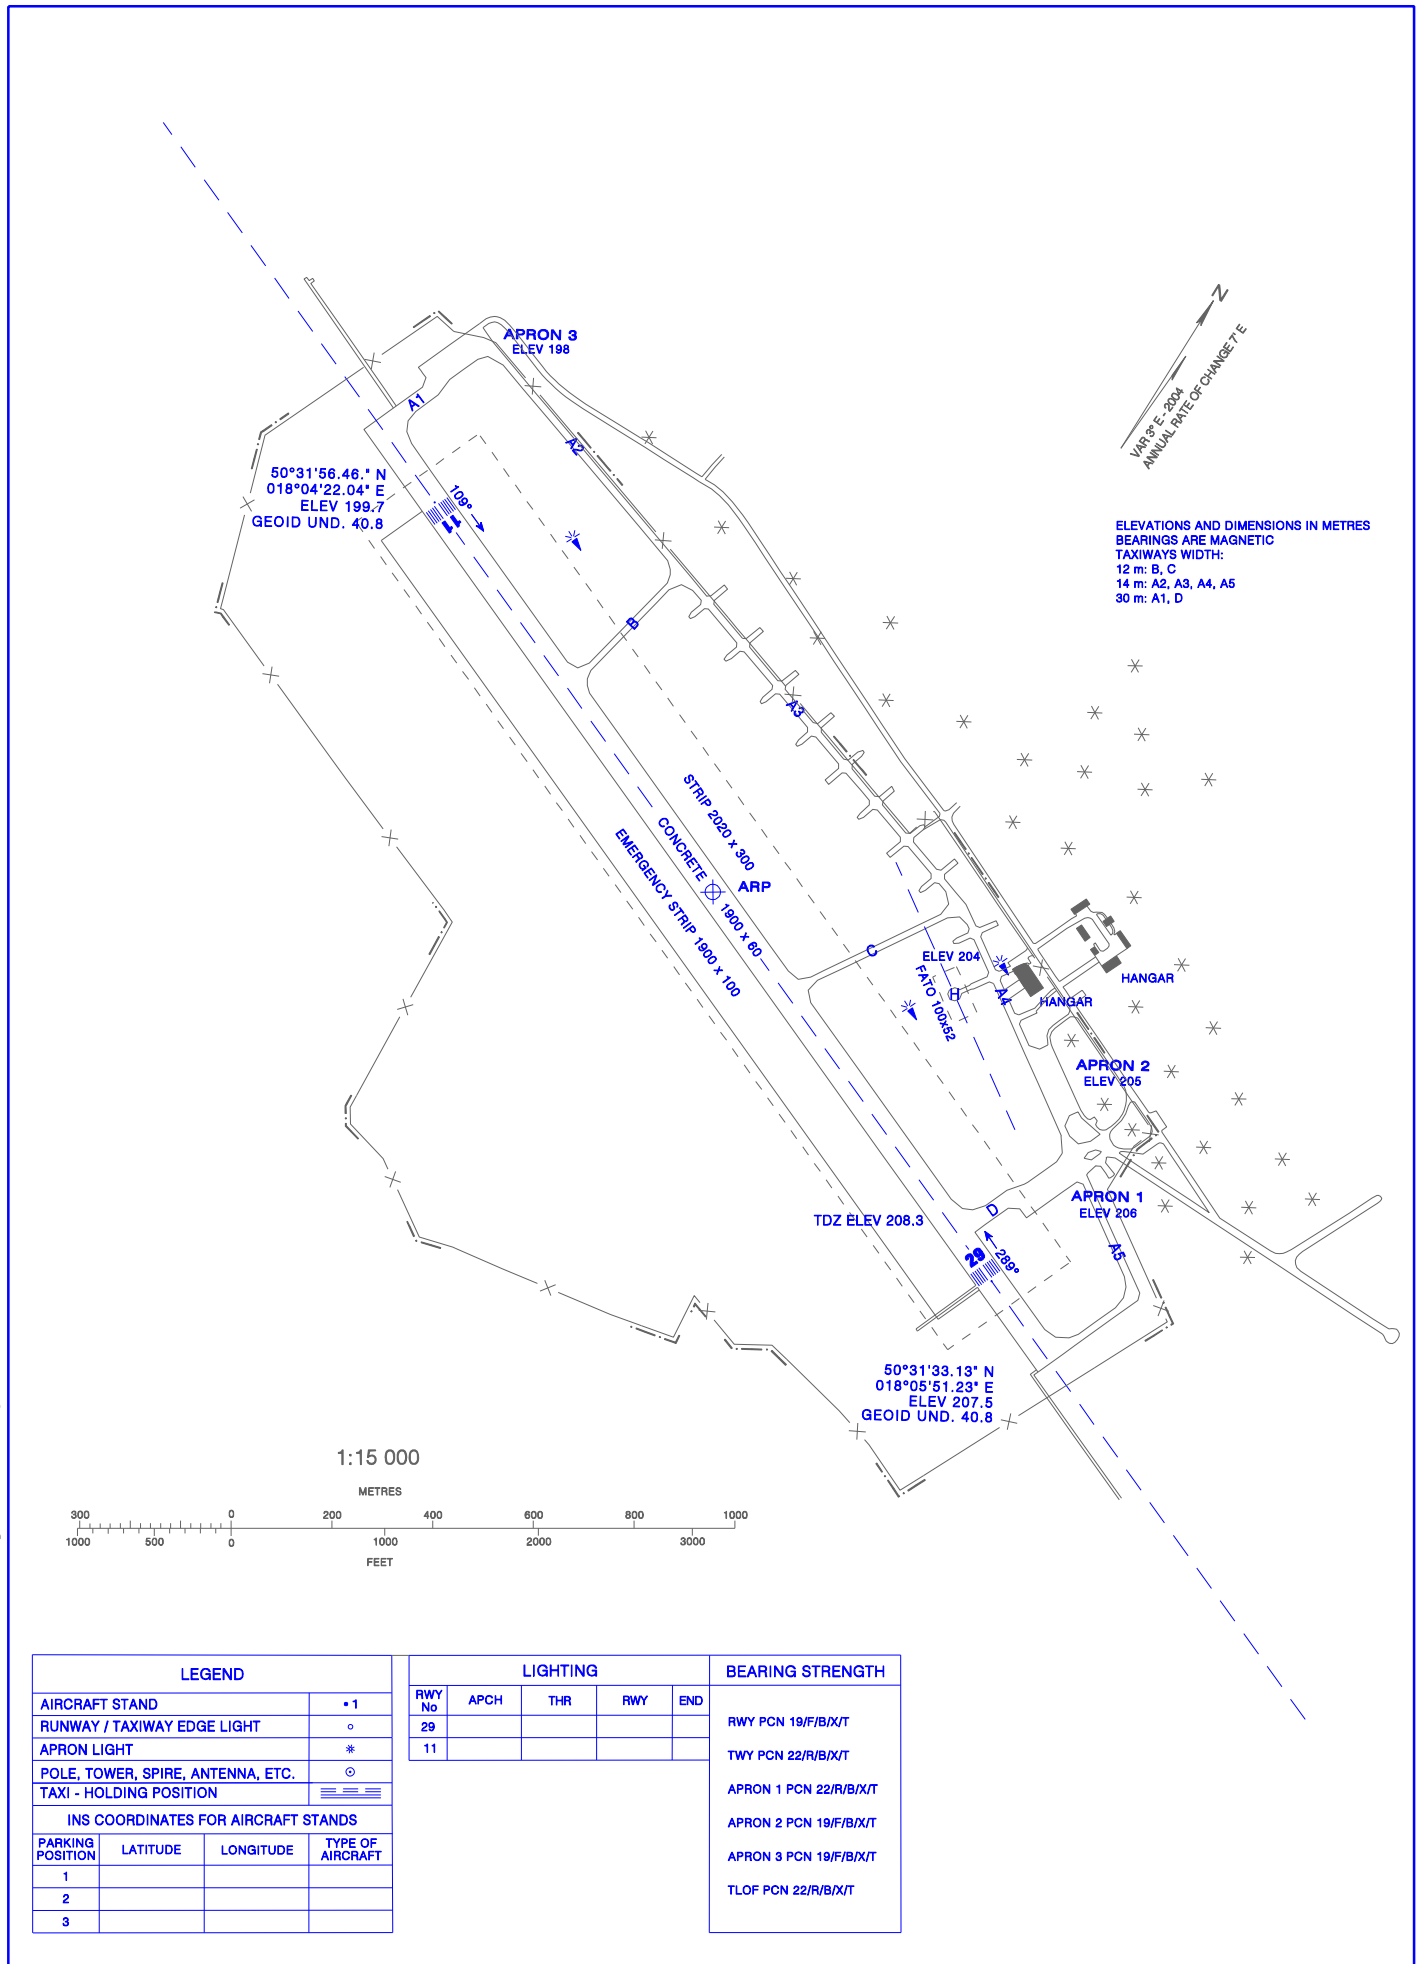 APRON 3
ELEV 198
N
VAR 3° E - 2004
ANNUAL RATE OF CHANGE 7' E
A1
A2
50°31'56.46." N
018°04'22.04" E
ELEV 199.7
GEOID UND. 40.8
109°
11
ELEVATIONS AND DIMENSIONS IN METRES
BEARINGS ARE MAGNETIC
TAXIWAYS WIDTH:
12 m: B, C
14 m: A2, A3, A4, A5
30 m: A1, D
B
A3
STRIP 2020 x 300
CONCRETE 1900 x 60
EMERGENCY STRIP 1900 x 100
ARP
C
ELEV 204
FATO 100x52
H
A4
HANGAR
HANGAR
APRON 2
ELEV 205
APRON 1
ELEV 206
D
A5
TDZ ELEV 208.3
29
289°
50°31'33.13" N
018°05'51.23" E
ELEV 207.5
GEOID UND. 40.8
1:15 000
METRES
300 0 200 400 600 800 1000
1000 500 0 1000 2000 3000
FEET
LEGEND
AIRCRAFT STAND 1
RUNWAY / TAXIWAY EDGE LIGHT
APRON LIGHT
POLE, TOWER, SPIRE, ANTENNA, ETC.
TAXI - HOLDING POSITION
INS COORDINATES FOR AIRCRAFT STANDS
PARKING POSITION LATITUDE LONGITUDE TYPE OF AIRCRAFT
1
2
3
LIGHTING
RWY No APCH THR RWY END
29
11
BEARING STRENGTH
RWY PCN 19/F/B/X/T
TWY PCN 22/R/B/X/T
APRON 1 PCN 22/R/B/X/T
APRON 2 PCN 19/F/B/X/T
APRON 3 PCN 19/F/B/X/T
TLOF PCN 22/R/B/X/T